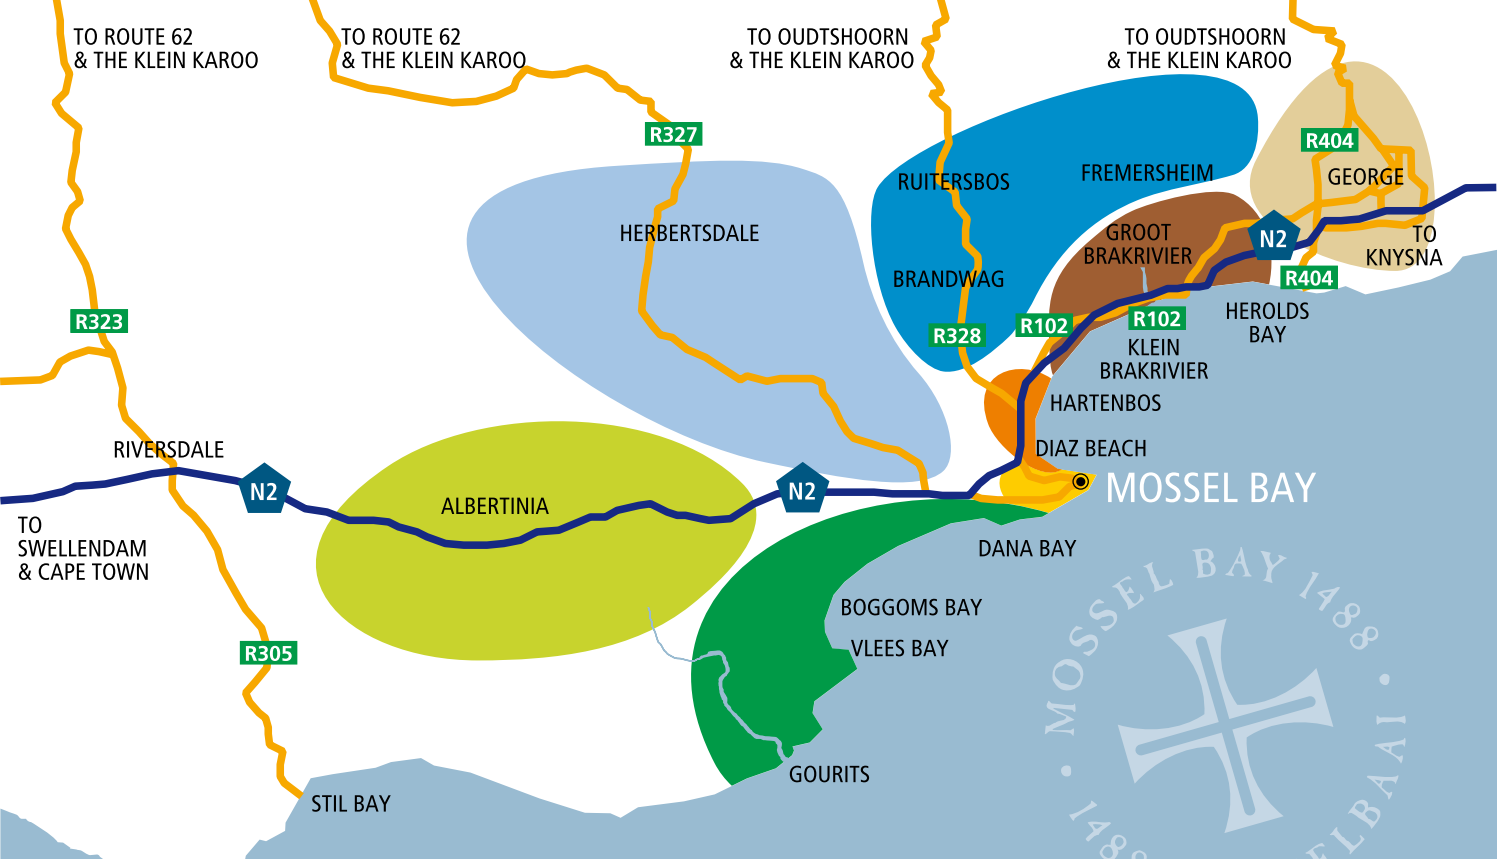 TO ROUTE 62
& THE KLEIN KAROO
TO ROUTE 62
& THE KLEIN KAROO
TO OUDTSHOORN
& THE KLEIN KAROO
TO OUDTSHOORN
& THE KLEIN KAROO
R327
R404
RUITERSBOS
FREMERSHEIM
GEORGE
HERBERTSDALE
GROOT
BRAKRIVIER
N2
TO
KNYSNA
BRANDWAG
R404
R323
R328
R102
R102
HEROLDS
BAY
KLEIN
BRAKRIVIER
HARTENBOS
RIVERSDALE
DIAZ BEACH
N2
N2
MOSSEL BAY
ALBERTINIA
TO
SWELLENDAM
& CAPE TOWN
DANA BAY
BOGGOMS BAY
VLEES BAY
R305
GOURITS
STIL BAY
MOSSEL BAY 1488
1488
ELBAAI